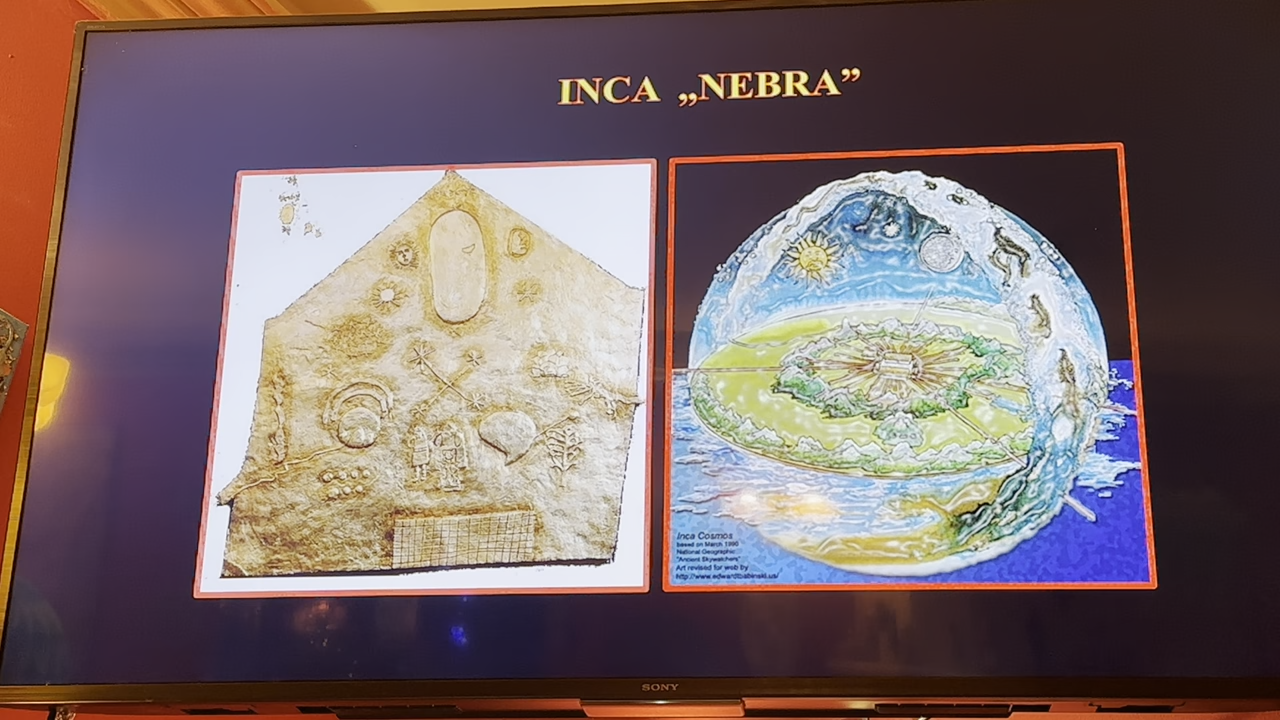 INCA „NEBRA”
Inca Cosmos
based on March 1990
National Geographic
"Ancient Skywatchers"
Art revised for web by
http://www.edwardtbabinski.us/
SONY